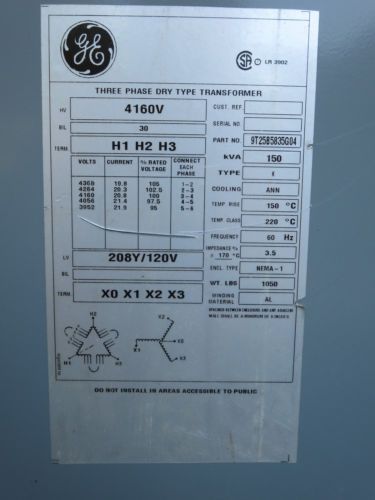 GE
SA LR 3902
THREE PHASE DRY TYPE TRANSFORMER
HV 4160V CUST. REF
BIL 30 SERIAL NO.
TERM. H1 H2 H3 PART NO. 9T25B5835G04
kVA 150
VOLTS CURRENT % RATED VOLTAGE CONNECT EACH PHASE
TYPE
4368 19.8 105 1-2
4264 20.3 102.5 2-3
4160 20.8 100 3-4
4056 21.4 97.5 4-5
3952 21.9 95 5-6
COOLING ANN
TEMP RISE 150 °C
TEMP. CLASS 220 °C
FREQUENCY 60 Hz
IMPEDANCE % ± 170 °C 3.5
LV 208Y/120V
BIL
ENCL. TYPE NEMA-1
WT. LBS 1050
TERM. X0 X1 X2 X3
WINDING MATERIAL AL
H2
H1 H3
X2
X1 X0
X3
DO NOT INSTALL IN AREAS ACCESSIBLE TO PUBLIC